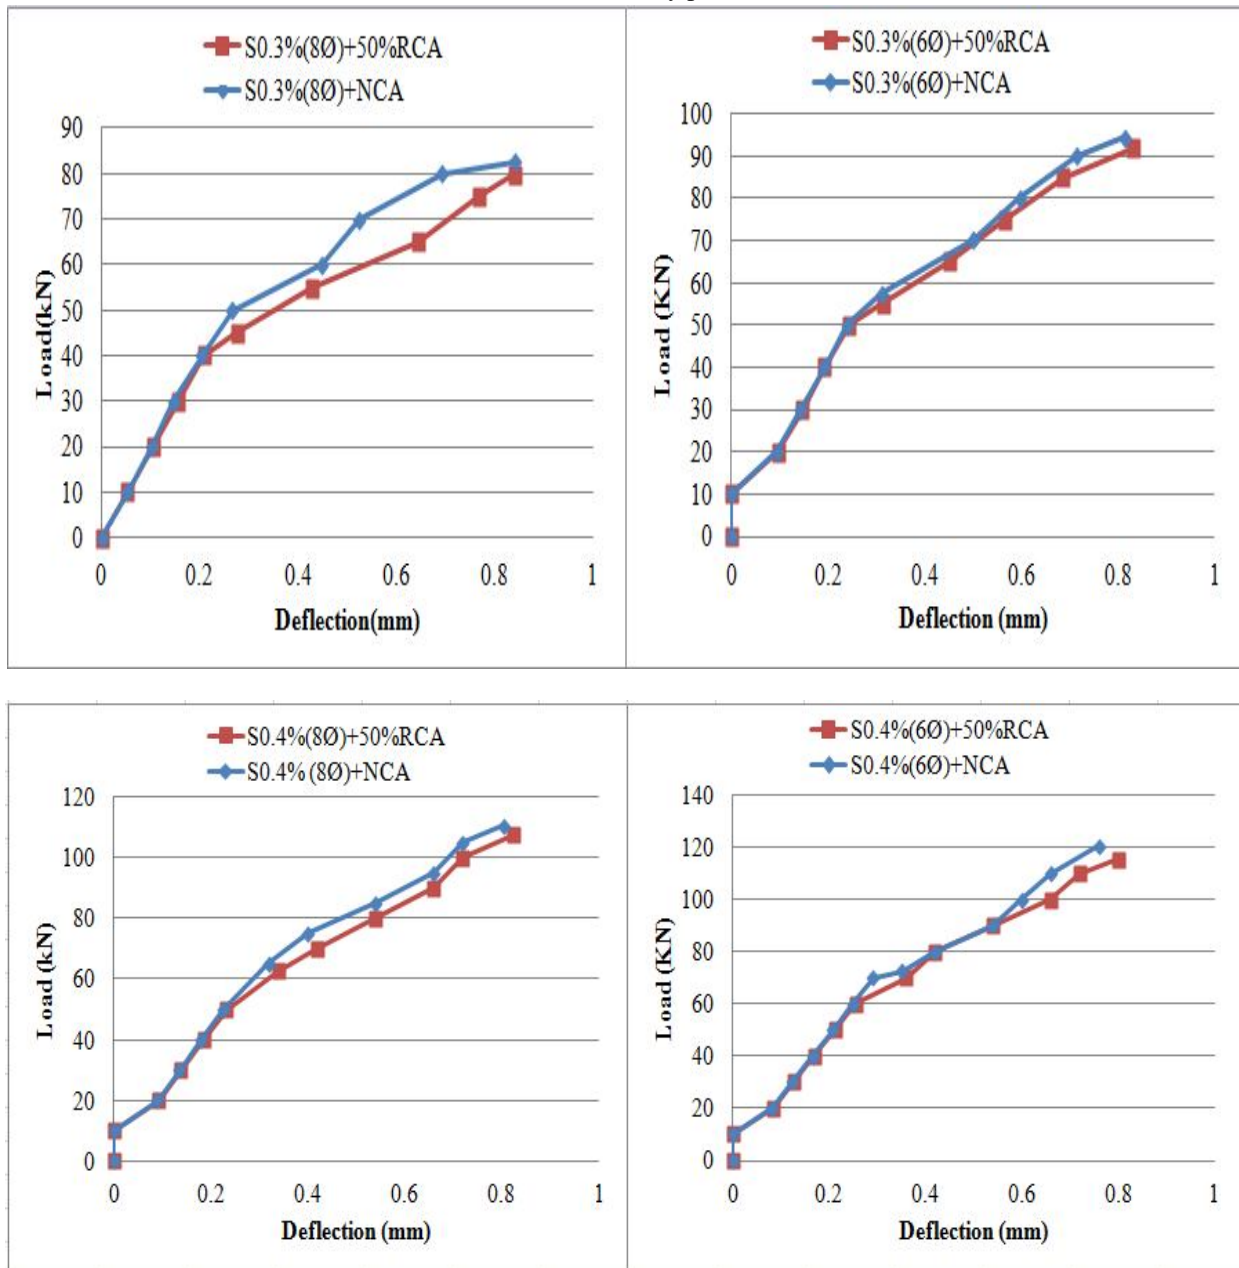 S0.3%(8Ø)+50%RCA
S0.3%(8Ø)+NCA
90
80
70
60
50
40
30
20
10
0
Load(kN)
0 0.2 0.4 0.6 0.8 1
Deflection(mm)
S0.3%(6Ø)+50%RCA
S0.3%(6Ø)+NCA
100
90
80
70
60
50
40
30
20
10
0
Load (KN)
0 0.2 0.4 0.6 0.8 1
Deflection (mm)
S0.4%(8Ø)+50%RCA
S0.4% (8Ø)+NCA
120
100
80
60
40
20
0
Load (kN)
0 0.2 0.4 0.6 0.8 1
Deflection (mm)
S0.4%(6Ø)+50%RCA
S0.4%(6Ø)+NCA
140
120
100
80
60
40
20
0
Load (KN)
0 0.2 0.4 0.6 0.8 1
Deflection (mm)